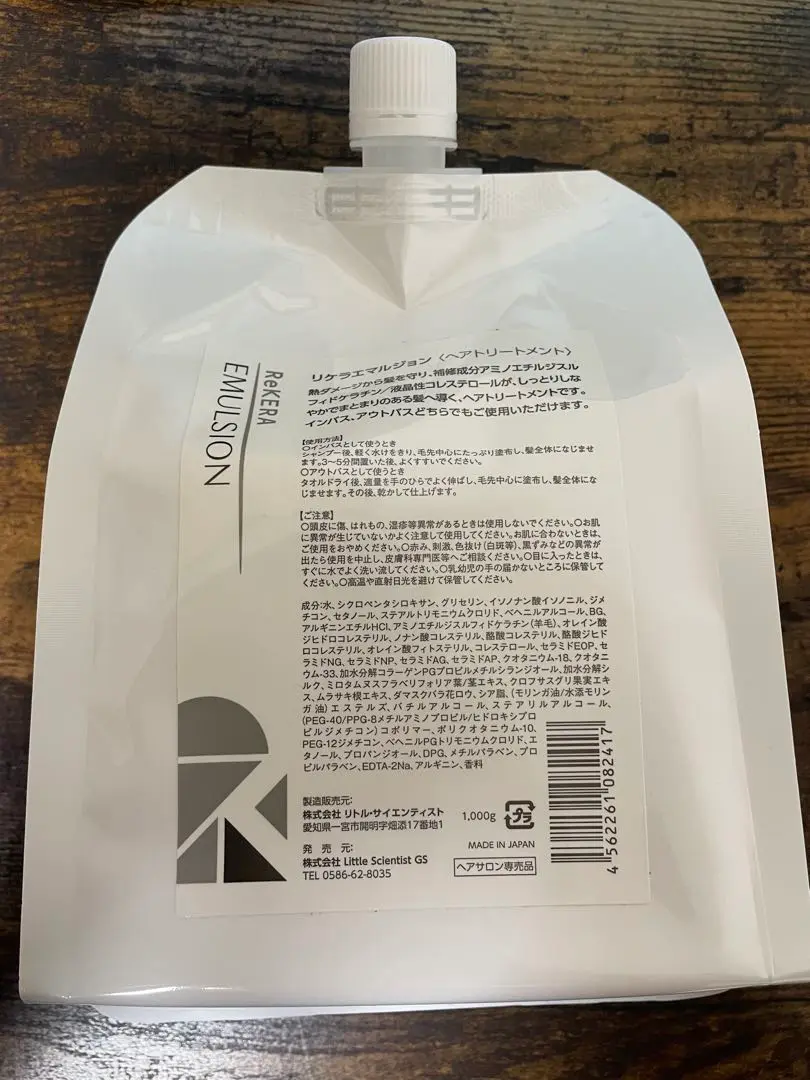 ReKERA
EMULSION
リケラエマルジョン〈ヘアトリートメント〉
熱ダメージから髪を守り、補修成分アミノエチルジスル
フィドケラチン/液晶性コレステロールが、しっとりしな
やかでまとまりのある髪へ導く、ヘアトリートメントです。
インバス、アウトバスどちらでもご使用いただけます。
【使用方法】
〇インバスとして使うとき
シャンプー後、軽く水けをきり、毛先中心にたっぷり塗布し、髪全体になじませ
ます。3〜5分間置いた後、よくすすいでください。
〇アウトバスとして使うとき
タオルドライ後、適量を手のひらでよく伸ばし、毛先中心に塗布し、髪全体にな
じませます。その後、乾かして仕上げます。
【ご注意】
〇頭皮に傷、はれもの、湿疹等異常があるときは使用しないでください。〇お肌
に異常が生じていないかよく注意して使用してください。お肌に合わないときは、
ご使用をおやめください。〇赤み、刺激、色抜け(白斑等)、黒ずみなどの異常が
出たら使用を中止し、皮膚科専門医等へご相談ください。〇目に入ったときは、
すぐに水でよく洗い流してください。〇乳幼児の手の届かないところに保管して
ください。〇高温や直射日光を避けて保管してください。
成分:水、シクロペンタシロキサン、グリセリン、イソノナン酸イソノニル、ジメ
チコン、セタノール、ステアルトリモニウムクロリド、ベヘニルアルコール、BG、
アルギニンエチルHCl、アミノエチルジスルフィドケラチン(羊毛)、オレイン酸
ジヒドロコレステリル、ノナン酸コレステリル、酪酸コレステリル、酪酸ジヒド
ロコレステリル、オレイン酸フィトステリル、コレステロール、セラミドEOP、セ
ラミドNG、セラミドNP、セラミドAG、セラミドAP、クオタニウム-18、クオタニ
ウム-33、加水分解コラーゲンPGプロピルメチルシランジオール、加水分解シ
ルク、ミロタムヌスフラベリフォリア葉/茎エキス、クロフサスグリ果実エキ
ス、ムラサキ根エキス、ダマスクバラ花ロウ、シア脂、(モリンガ油/水添モリン
ガ油)エステルズ、バチルアルコール、ステアリルアルコール、
(PEG-40/PPG-8メチルアミノプロピル/ヒドロキシプロ
ピルジメチコン)コポリマー、ポリクオタニウム-10、
PEG-12ジメチコン、ベヘニルPGトリモニウムクロリド、エ
タノール、プロパンジオール、DPG、メチルパラベン、プロ
ピルパラベン、EDTA-2Na、アルギニン、香料
製造販売元:
株式会社 リトル・サイエンティスト
愛知県一宮市開明字畑添17番地1
発 売 元:
株式会社 Little Scientist GS
TEL 0586-62-8035
1,000g
プラ
MADE IN JAPAN
ヘアサロン専売品
4 562261 082417